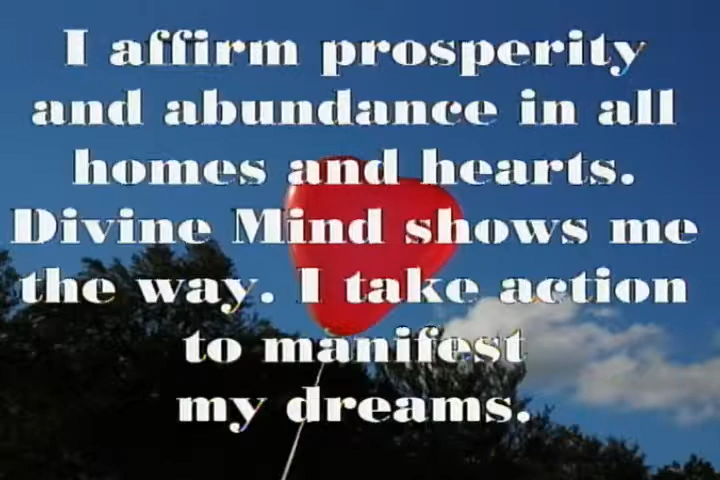 I affirm prosperity
and abundance in all
homes and hearts.
Divine Mind shows me
the way. I take action
to manifest
my dreams.